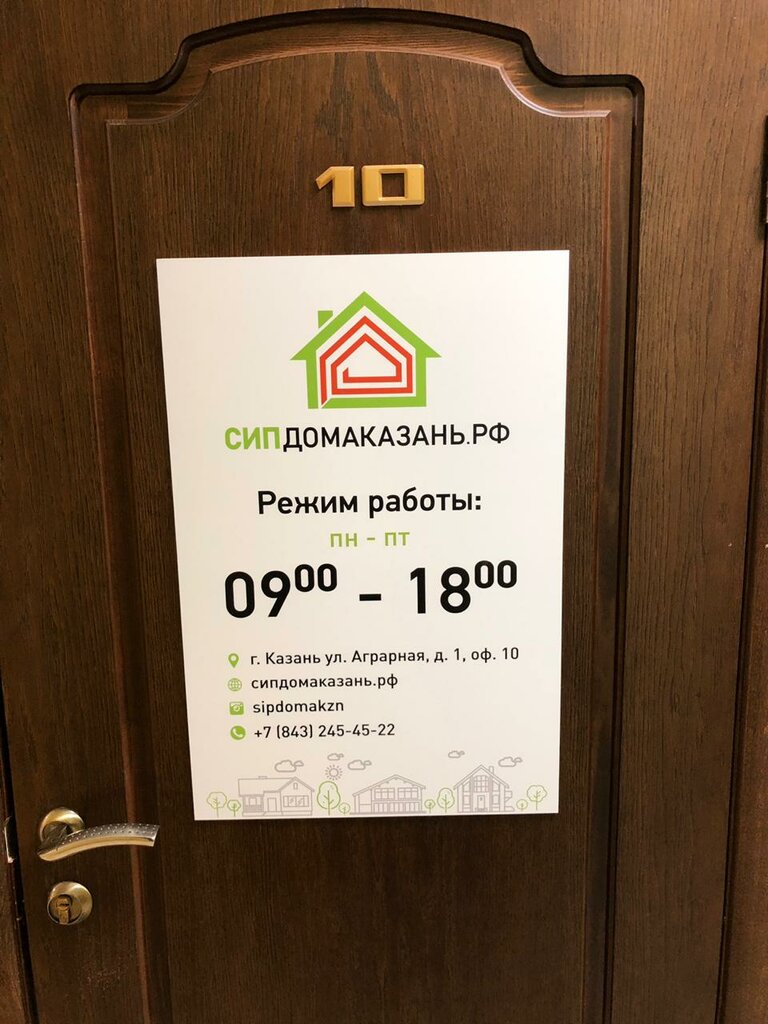 10
СИПДОМАКАЗАНЬ.РФ
Режим работы:
пн - пт
09⁰⁰ - 18⁰⁰
г. Казань ул. Аграрная, д. 1, оф. 10
сипдомаказань.рф
sipdomakzn
+7 (843) 245-45-22